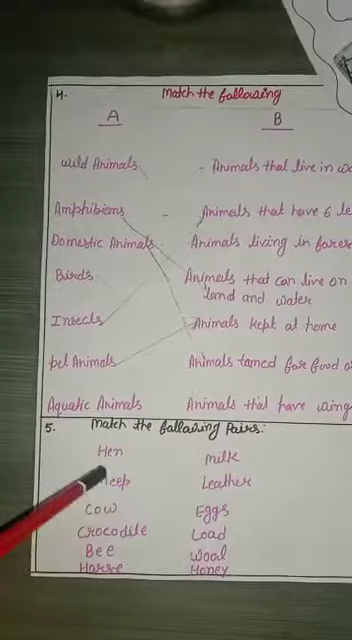 4. Match the following
A B
Wild Animals - Animals that live in
Amphibians - Animals that have 6
Domestic Animals Animals living in
Birds Animals that can live on
land and water
Insects Animals kept at home
pet Animals Animals tamed for food
Aquatic Animals Animals that have
5. Match the following Pairs:
Hen Milk
Leather
Cow Eggs
Crocodile Load
Bee Wool
Horse Honey